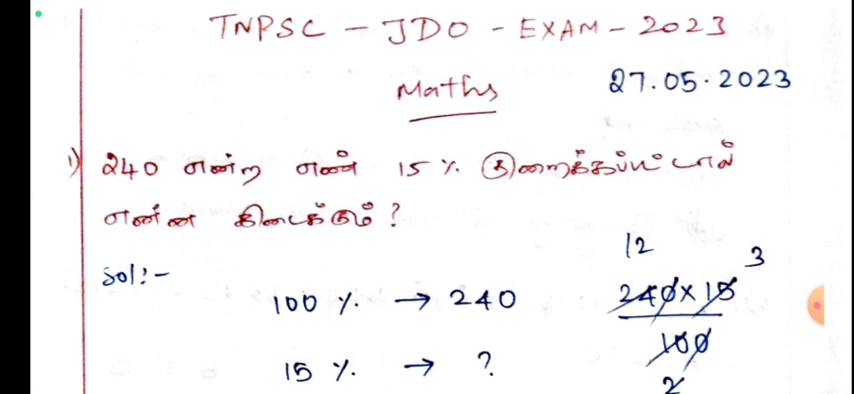 TNPSC - JDO - EXAM - 2023
Maths 27.05.2023
1) 240 என்ற எண் 15 % குறைக்கப்பட்டால்
என்ன கிடைக்கும் ?
Sol:-
12 3
100 % → 240 240 × 15
100
15 % → ?
2